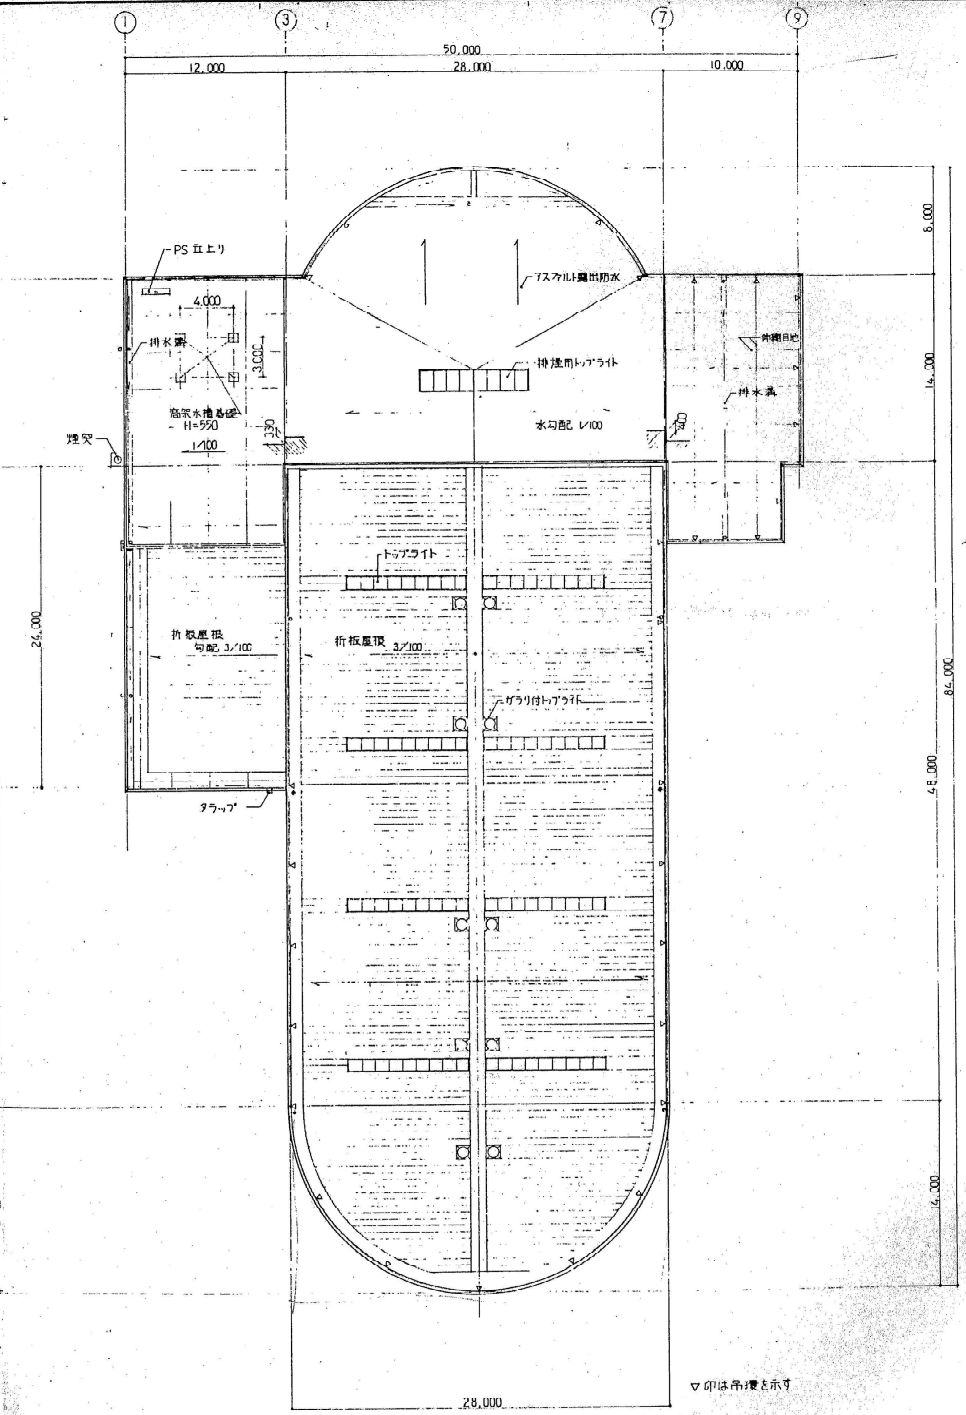 1 3 7 9
50,000
12,000 28,000 10,000
8,000
PS 立上り
アスファルト露出防水
4,000
排水溝
3,000
伸縮目地
14,000
排煙用トップライト
排水溝
高架水槽基礎
H=550
1/100
水勾配 1/100
400
煙突
トップライト
24,000
折板屋根
勾配 3/100
折板屋根 3/100
84,000
ガラリ付トップライト
48,000
タラップ
14,000
▽印は吊環を示す
28,000